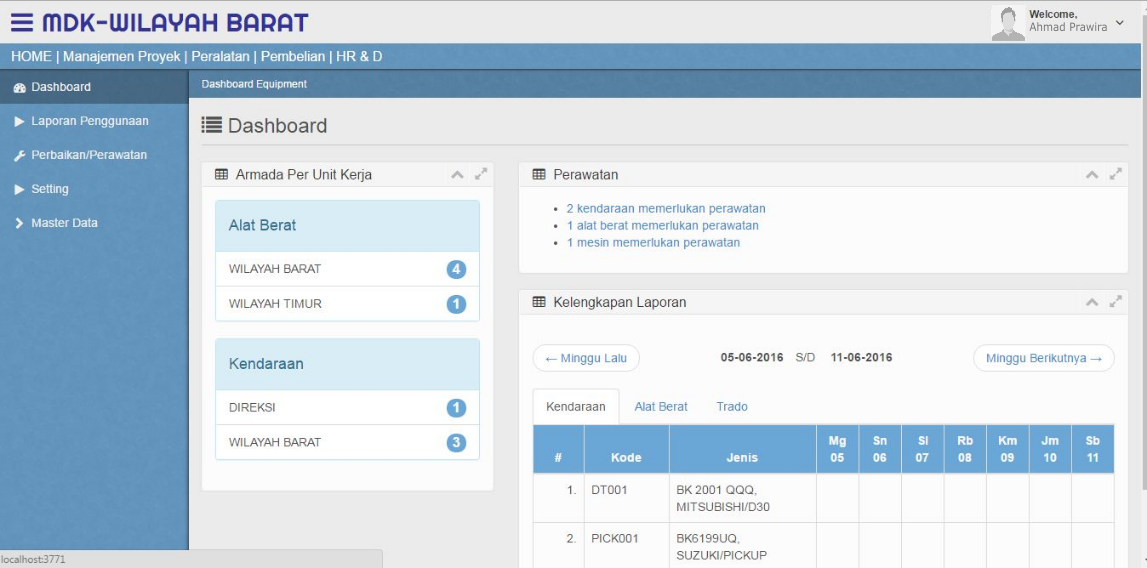 MDK-WILAYAH BARAT
Welcome,
Ahmad Prawira
HOME | Manajemen Proyek | Peralatan | Pembelian | HR & D
Dashboard
Laporan Penggunaan
Perbaikan/Perawatan
Setting
Master Data
Dashboard Equipment
Dashboard
Armada Per Unit Kerja
Alat Berat
WILAYAH BARAT 4
WILAYAH TIMUR 1
Kendaraan
DIREKSI 1
WILAYAH BARAT 3
Perawatan
2 kendaraan memerlukan perawatan
1 alat berat memerlukan perawatan
1 mesin memerlukan perawatan
Kelengkapan Laporan
← Minggu Lalu 05-06-2016 S/D 11-06-2016 Minggu Berikutnya →
Kendaraan Alat Berat Trado
# Kode Jenis Mg 05 Sn 06 Sl 07 Rb 08 Km 09 Jm 10 Sb 11
1. DT001 BK 2001 QQQ,
MITSUBISHI/D30
2. PICK001 BK6199UQ,
SUZUKI/PICKUP
localhost:3771